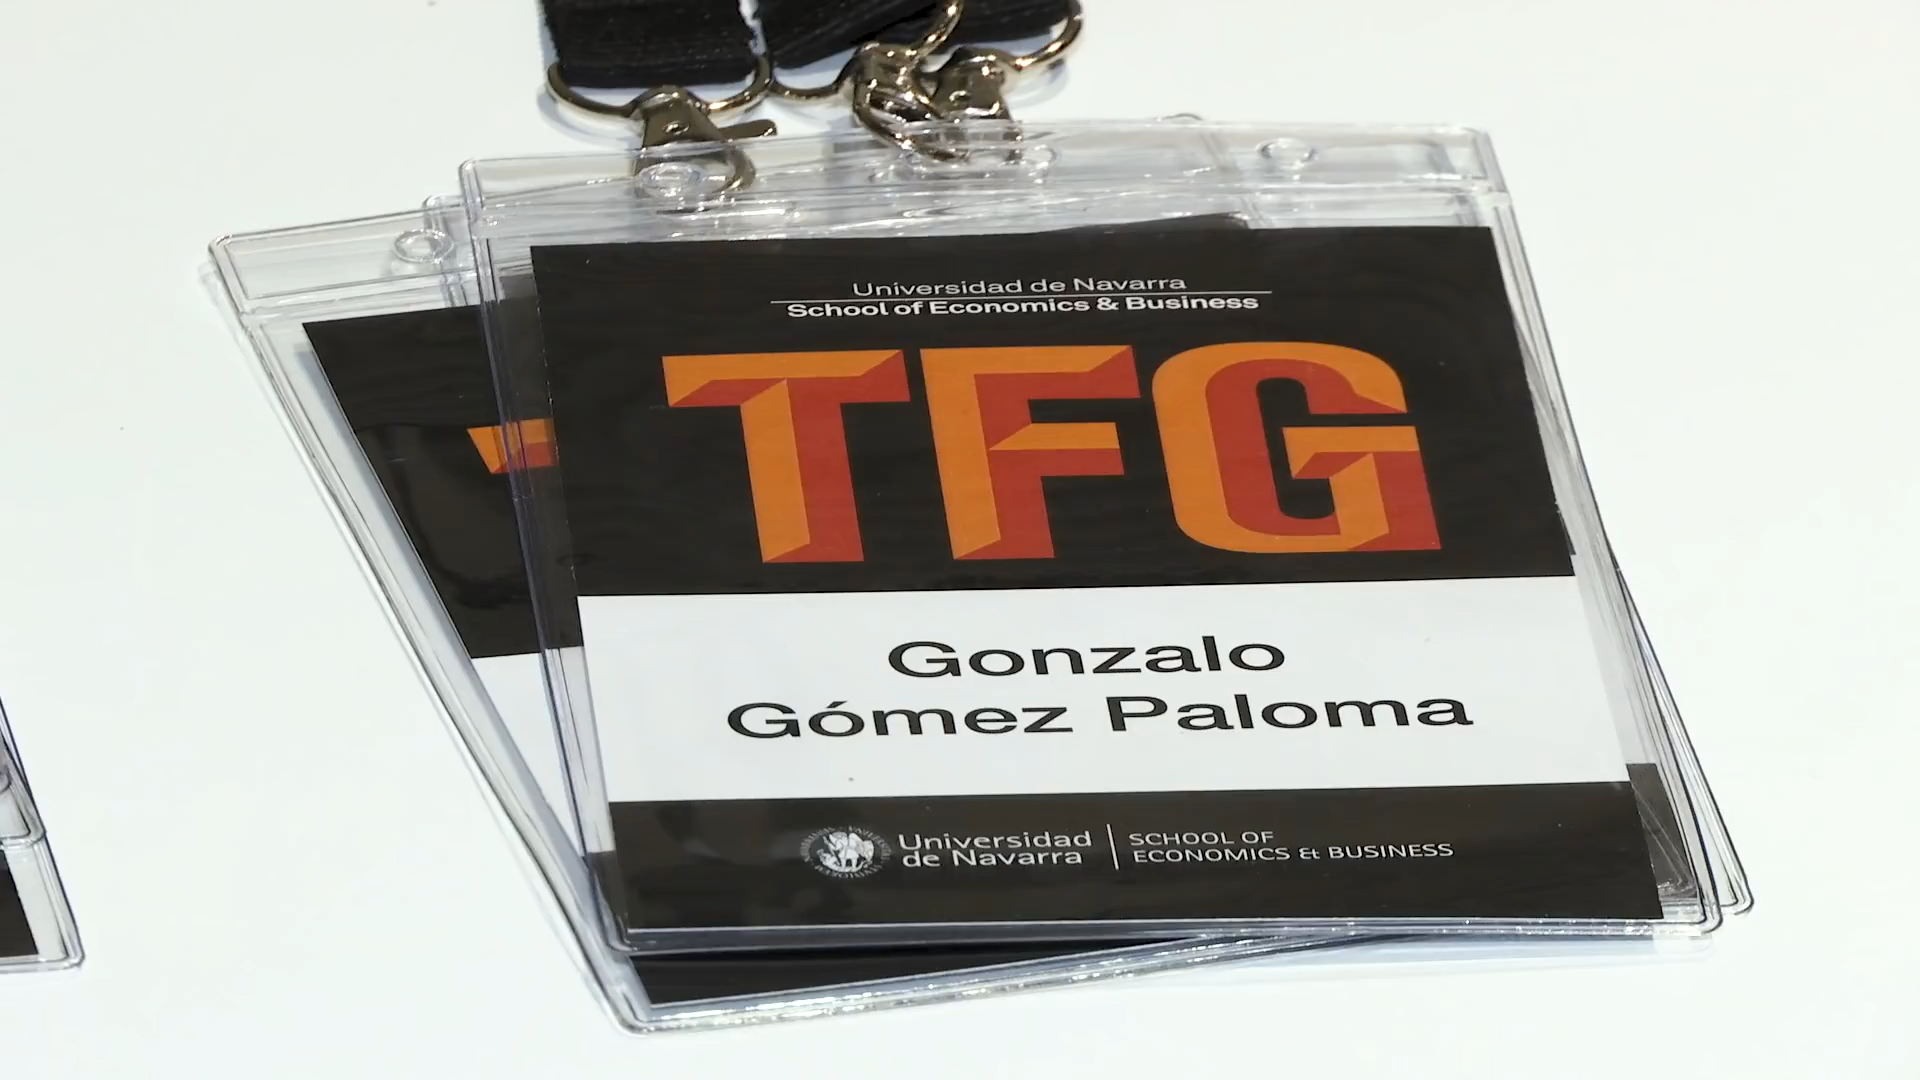 Universidad de Navarra
School of Economics & Business
TFG
Gonzalo
Gómez Paloma
Universidad
de Navarra
SCHOOL OF
ECONOMICS & BUSINESS